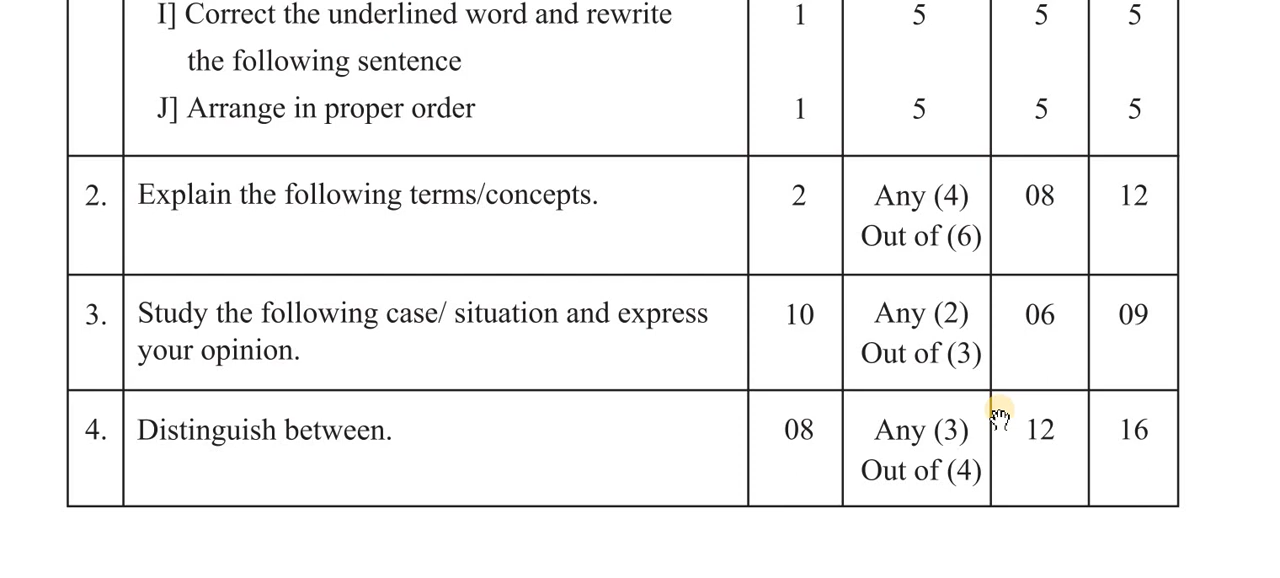 I] Correct the underlined word and rewrite 1 5 5 5
the following sentence
J] Arrange in proper order 1 5 5 5
2. Explain the following terms/concepts. 2 Any (4) 08 12
Out of (6)
3. Study the following case/ situation and express 10 Any (2) 06 09
your opinion. Out of (3)
4. Distinguish between. 08 Any (3) 12 16
Out of (4)